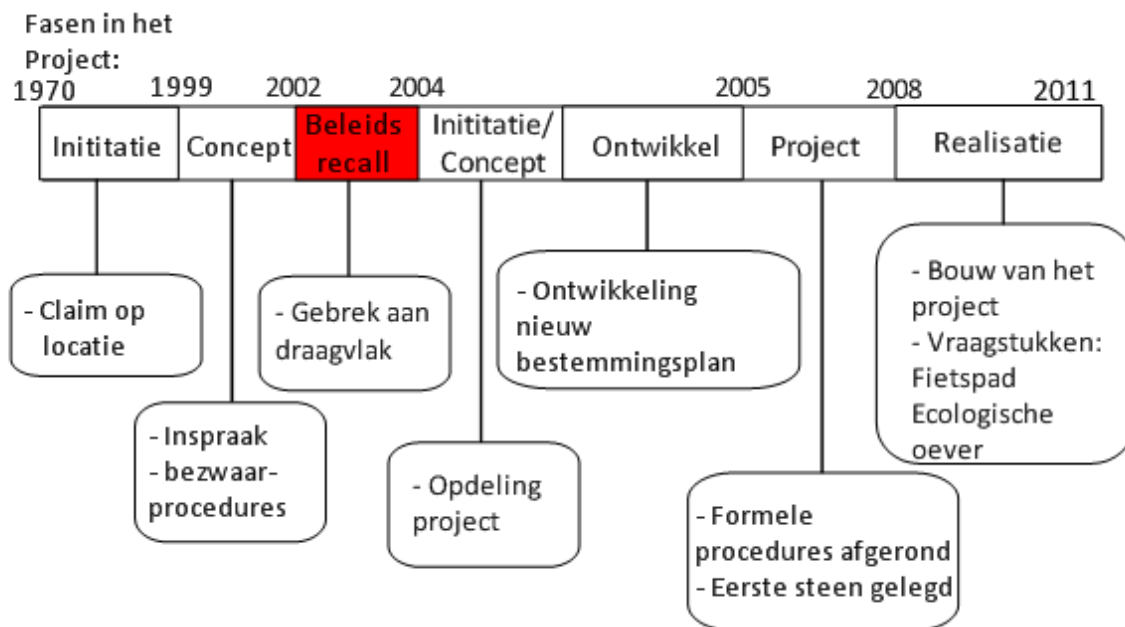 Fasen in het
Project:
1970 1999 2002 2004 2005 2008 2011
Inititatie
Concept
Beleids
recall
Inititatie/
Concept
Ontwikkel
Project
Realisatie
- Claim op
locatie
- Inspraak
- bezwaar-
procedures
- Gebrek aan
draagvlak
- Opdeling
project
- Ontwikkeling
nieuw
bestemmingsplan
- Formele
procedures afgerond
- Eerste steen gelegd
- Bouw van het
project
- Vraagstukken:
Fietspad
Ecologische
oever